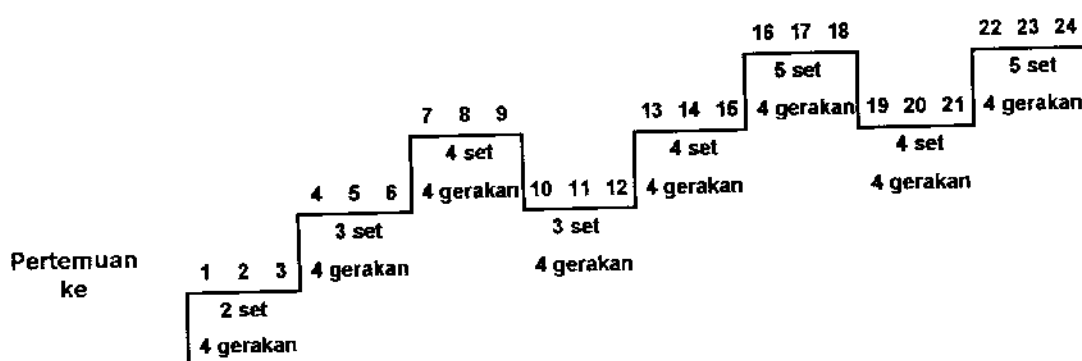 16 17 18
5 set
4 gerakan
22 23 24
5 set
4 gerakan
7 8 9
4 set
4 gerakan
13 14 15
4 set
4 gerakan
19 20 21
4 set
4 gerakan
4 5 6
3 set
4 gerakan
10 11 12
3 set
4 gerakan
Pertemuan
ke
1 2 3
2 set
4 gerakan